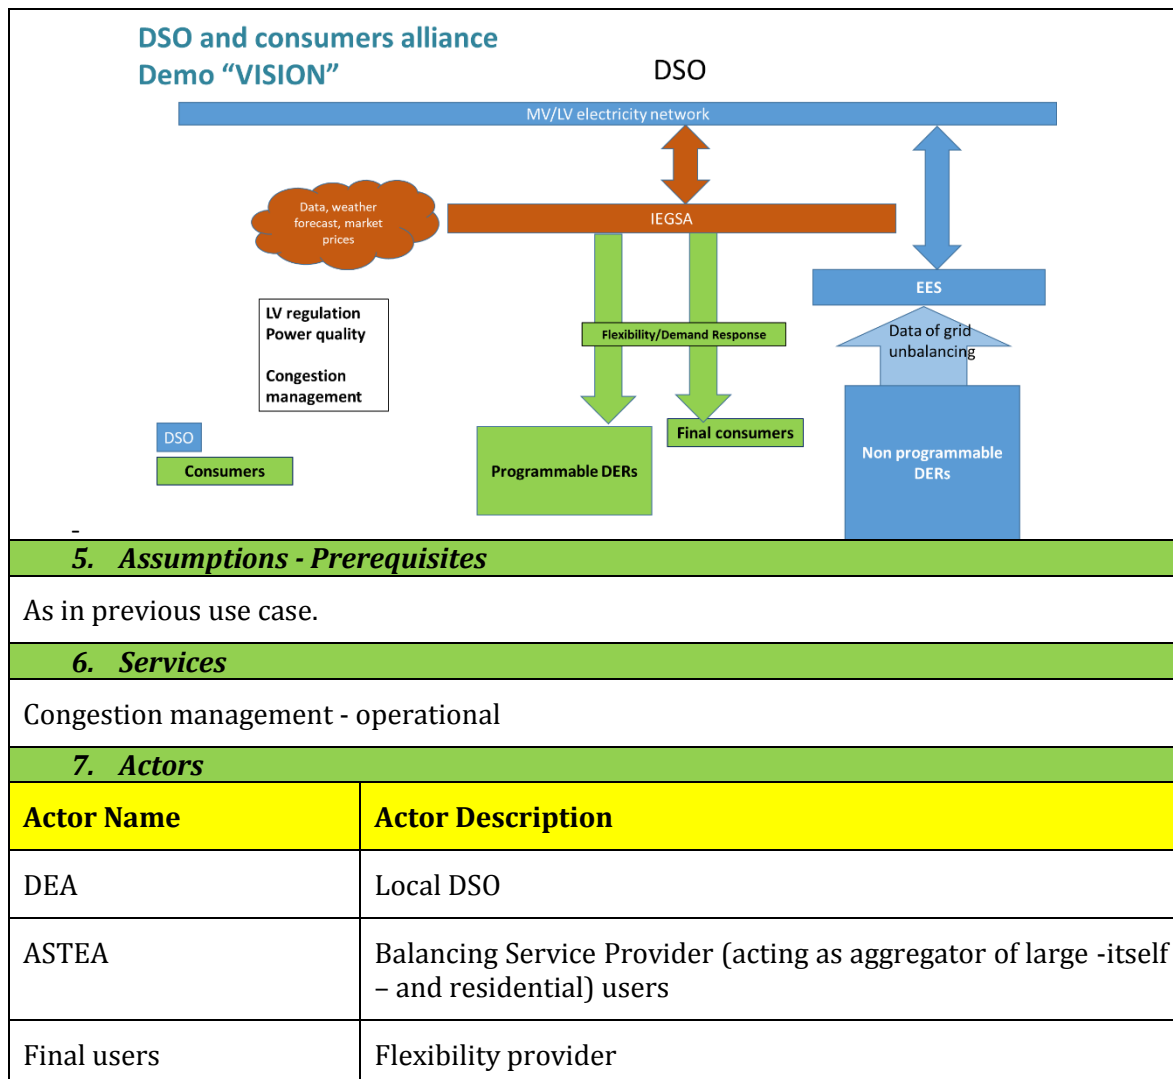 DSO and consumers alliance
Demo “VISION”
DSO
MV/LV electricity network
Data, weather
forecast, market
prices
IEGSA
EES
LV regulation
Power quality
Congestion
management
Flexibility/Demand Response
Data of grid
unbalancing
DSO
Consumers
Programmable DERs
Final consumers
Non programmable
DERs
-
5. Assumptions - Prerequisites
As in previous use case.
6. Services
Congestion management - operational
7. Actors
Actor Name
Actor Description
DEA
Local DSO
ASTEA
Balancing Service Provider (acting as aggregator of large -itself
– and residential) users
Final users
Flexibility provider